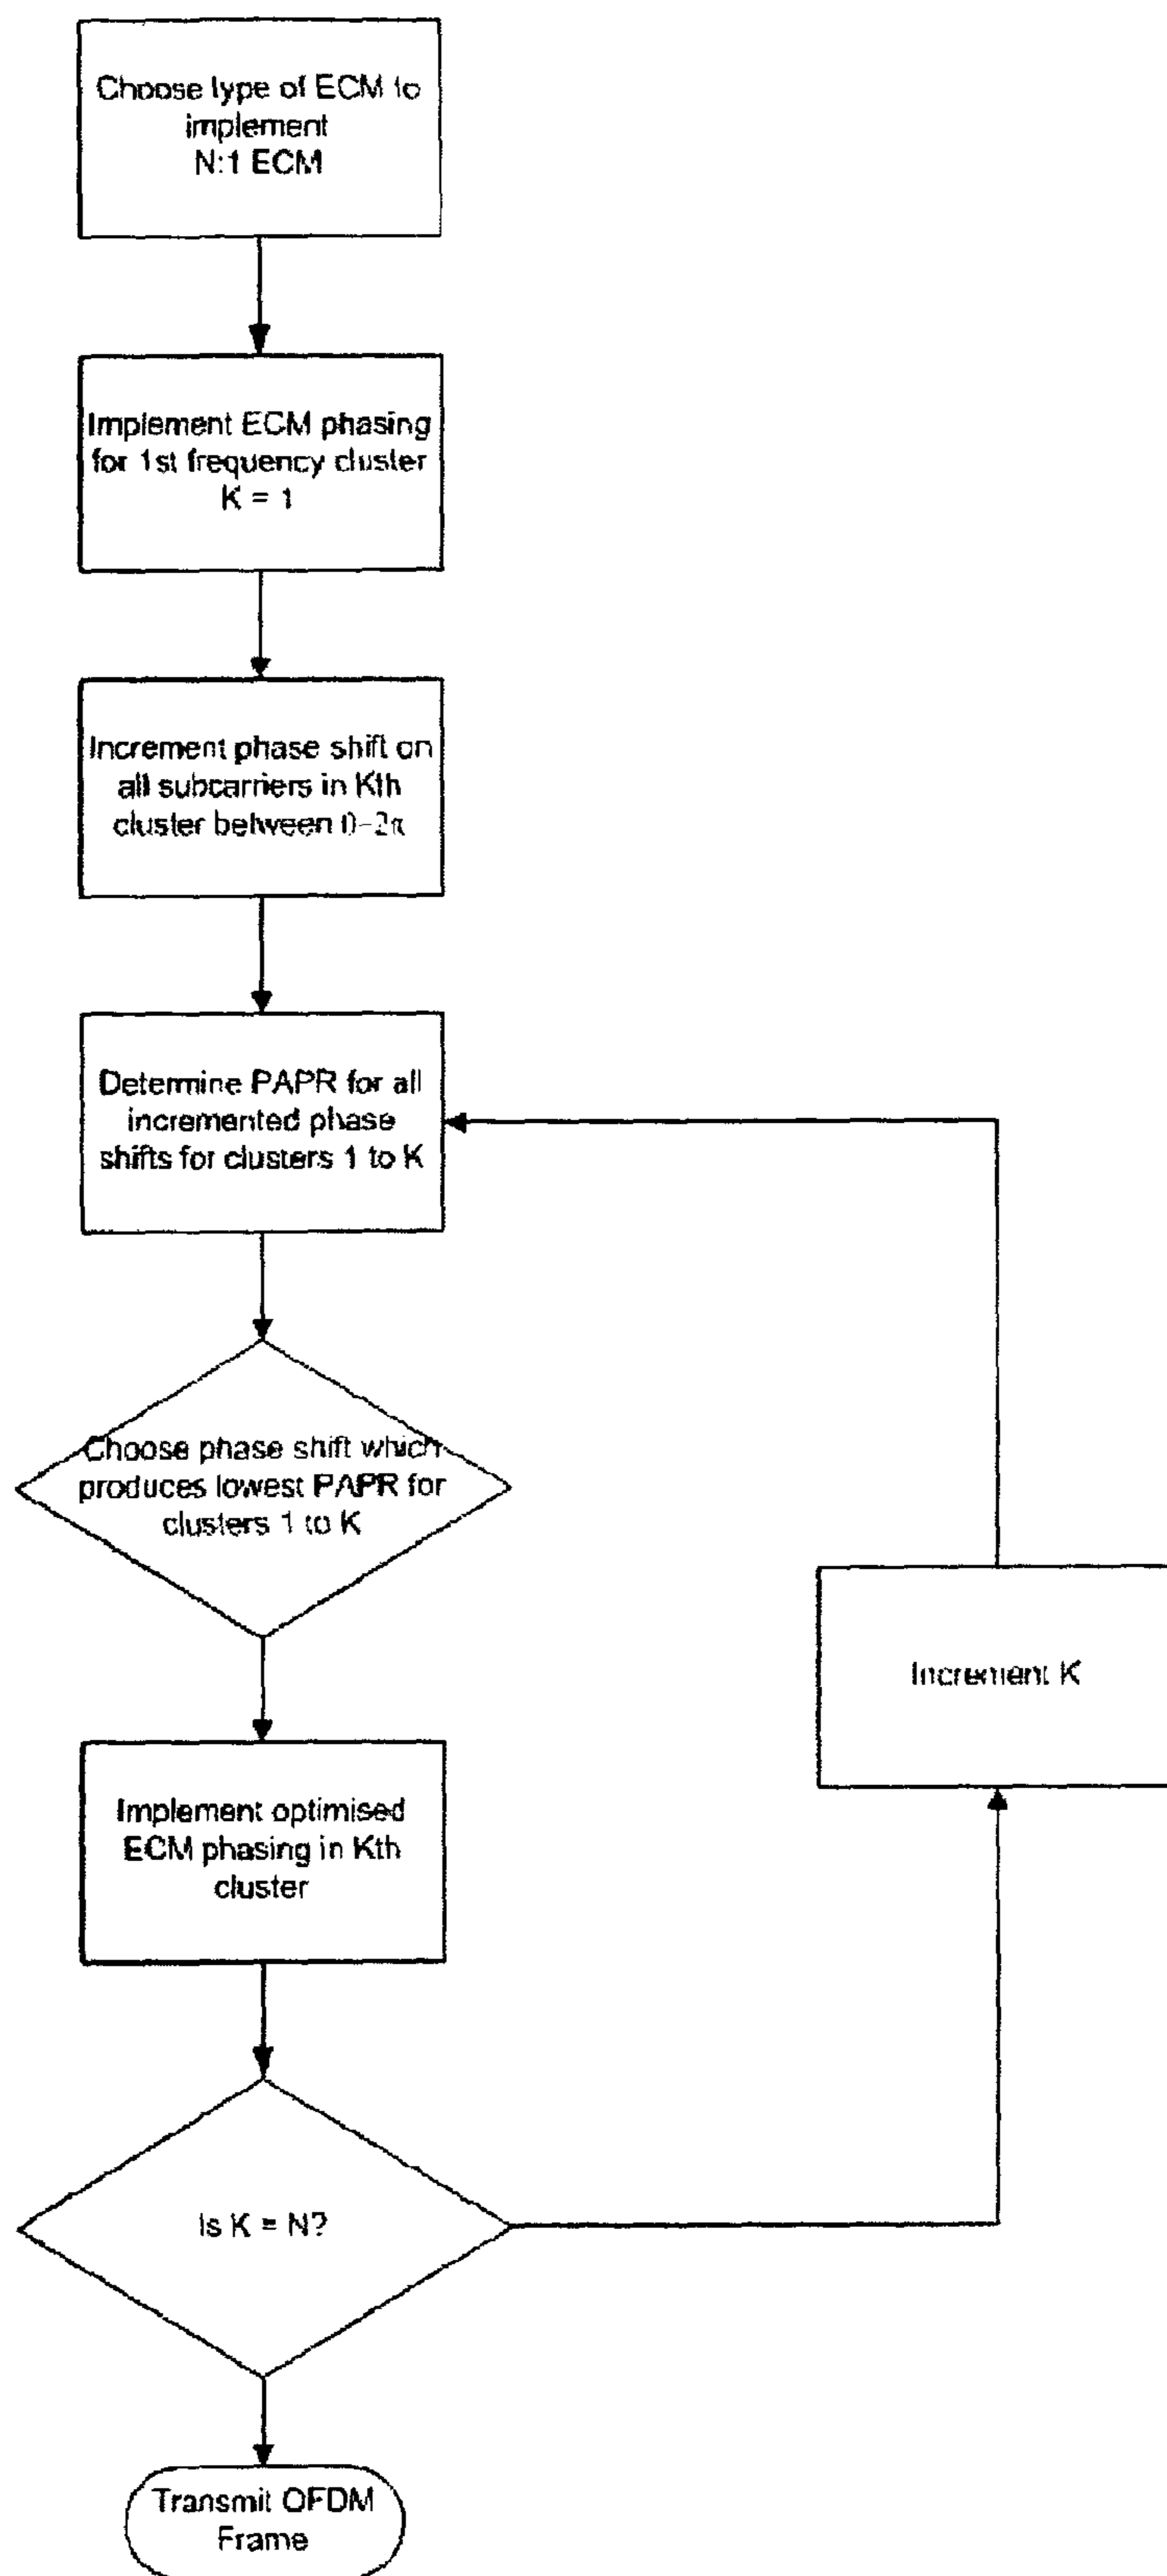 Choose type of ECM to
implement
N:1 ECM
Implement ECM phasing
for 1st frequency cluster
K = 1
Increment phase shift on
all subcarriers in Kth
cluster between 0-2π
Determine PAPR for all
incremented phase
shifts for clusters 1 to K
Choose phase shift which
produces lowest PAPR for
clusters 1 to K
Increment K
Implement optimised
ECM phasing in Kth
cluster
Is K = N?
Transmit OFDM
Frame